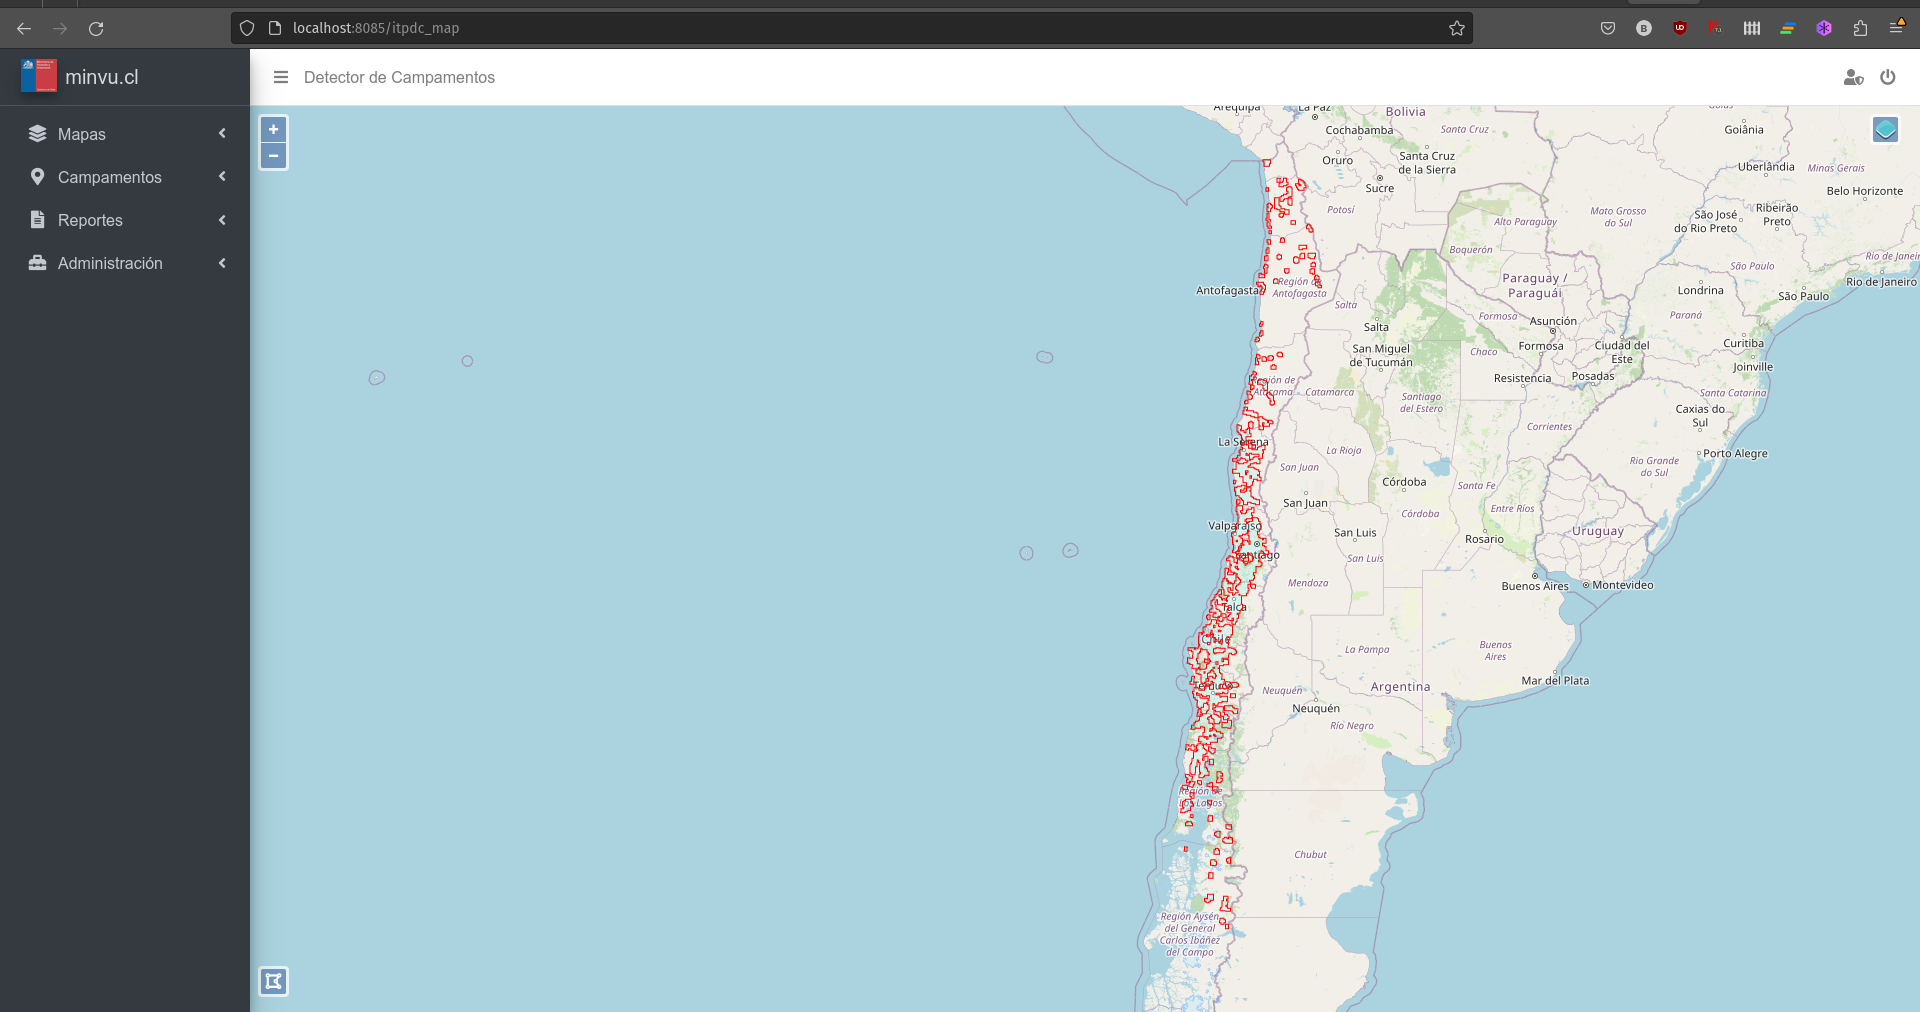 localhost:8085/itpdc_map
minvu.cl
Detector de Campamentos
Mapas
Campamentos
Reportes
Administración
+
−
Arequipa
La Paz
Bolivia
Cochabamba
Santa Cruz
Goiânia
Oruro
Santa Cruz
de la Sierra
Uberlândia
Minas Gerais
Sucre
Belo Horizonte
Potosí
Alto Paraguay
Mato Grosso
do Sul
São José
do Rio Preto
Ribeirão
Preto
Boquerón
São Paulo
Rio de Janeiro
Antofagasta
Región de
Antofagasta
Paraguay /
Paraguái
Londrina
São Paulo
Rio de Janeiro
Salta
Salta
Formosa
Asunción
Paraná
San Miguel
de Tucumán
Chaco
Formosa
Ciudad del
Este
Curitiba
Región de
Atacama
Catamarca
Resistencia
Posadas
Joinville
Santiago
del Estero
Santa Catarina
Caxias do
Sul
Corrientes
La Serena
La Rioja
Rio Grande
do Sul
Porto Alegre
San Juan
Córdoba
Santa Fe
San Juan
Córdoba
Entre Ríos
Valparaíso
San Luis
Rosario
Uruguay
Santiago
San Luis
Mendoza
Buenos Aires
Montevideo
Talca
Chile
La Pampa
Buenos
Aires
Temuco
Neuquén
Argentina
Mar del Plata
Neuquén
Río Negro
Región de
Los Lagos
Chubut
Región Aysén
del General
Carlos Ibáñez
del Campo